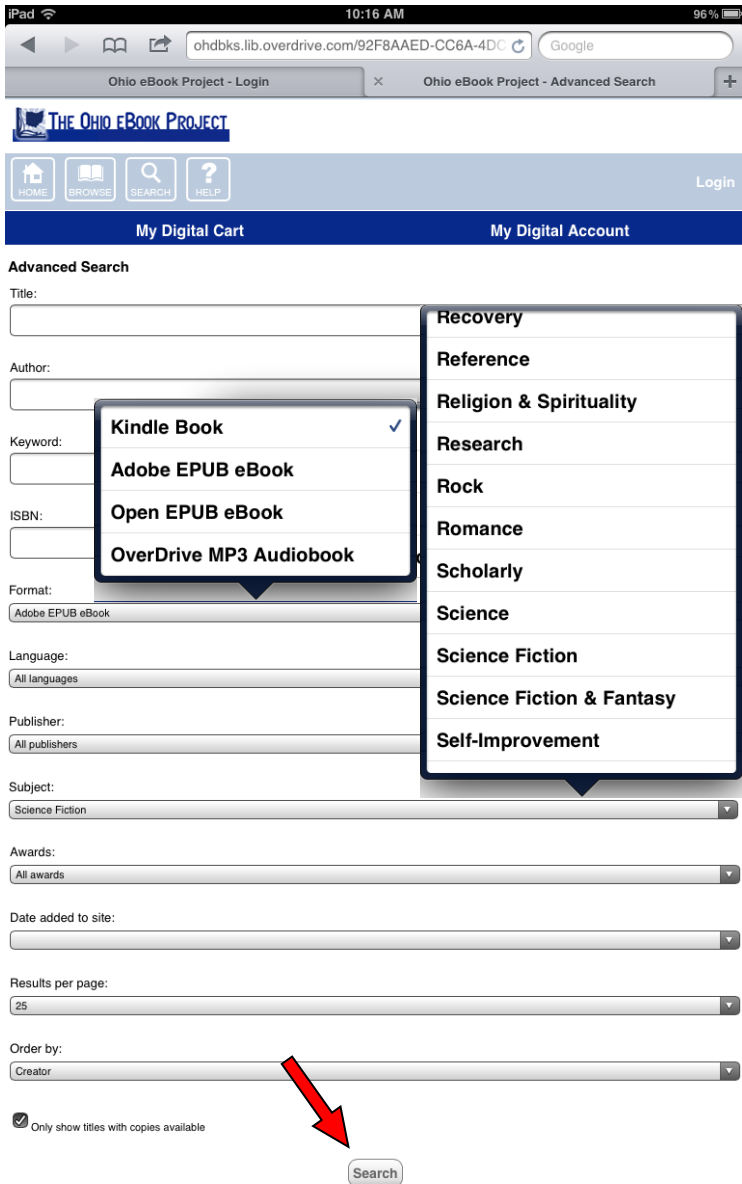 iPad 10:16 AM 96%
ohdbks.lib.overdrive.com/92F8AAED-CC6A-4DC Google
Ohio eBook Project - Login × Ohio eBook Project - Advanced Search +
THE OHIO EBOOK PROJECT
HOME BROWSE SEARCH ? HELP Login
My Digital Cart My Digital Account
Advanced Search
Title:
Author:
Keyword:
ISBN:
Kindle Book ✓
Adobe EPUB eBook
Open EPUB eBook
OverDrive MP3 Audiobook
Recovery
Reference
Religion & Spirituality
Research
Rock
Romance
Scholarly
Science
Science Fiction
Science Fiction & Fantasy
Self-Improvement
Format:
Adobe EPUB eBook
Language:
All languages
Publisher:
All publishers
Subject:
Science Fiction
Awards:
All awards
Date added to site:
Results per page:
25
Order by:
Creator
Only show titles with copies available
Search